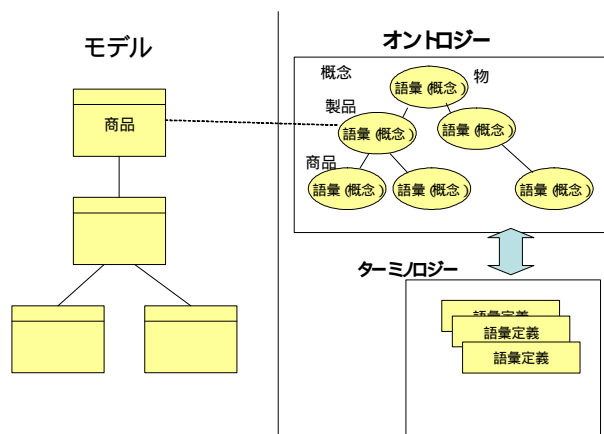 モデル
商品
オントロジー
概念
物
語彙(概念)
製品
語彙(概念)
語彙(概念)
商品
語彙(概念)
語彙(概念)
語彙(概念)
ターミノロジー
語彙定義
語彙定義
語彙定義